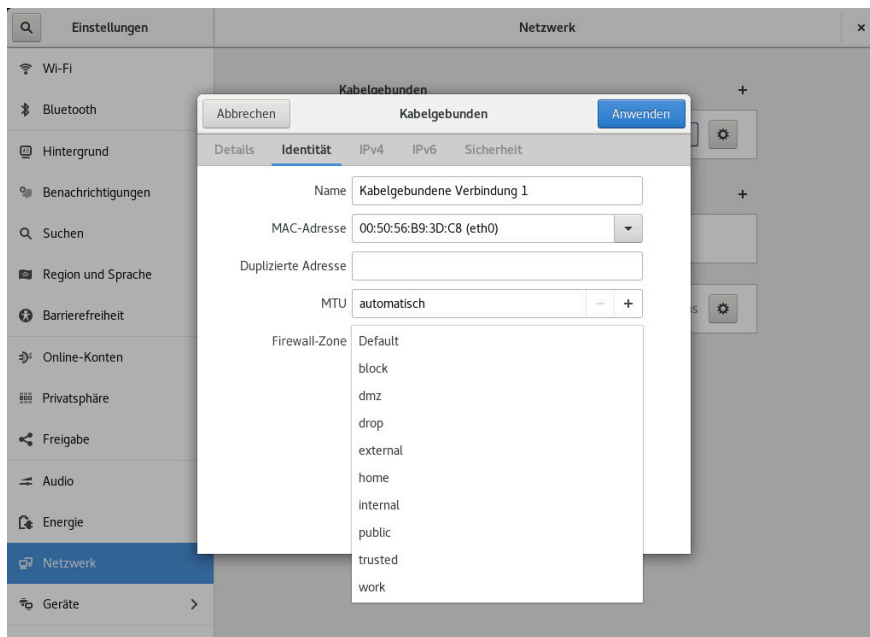 Einstellungen
Netzwerk
Wi-Fi
Bluetooth
Hintergrund
Benachrichtigungen
Suchen
Region und Sprache
Barrierefreiheit
Online-Konten
Privatsphäre
Freigabe
Audio
Energie
Netzwerk
Geräte
Kabelgebunden
Abbrechen Kabelgebunden Anwenden
Details Identität IPv4 IPv6 Sicherheit
Name Kabelgebundene Verbindung 1
MAC-Adresse 00:50:56:B9:3D:C8 (eth0)
Duplizierte Adresse
MTU automatisch − +
Firewall-Zone Default
block
dmz
drop
external
home
internal
public
trusted
work